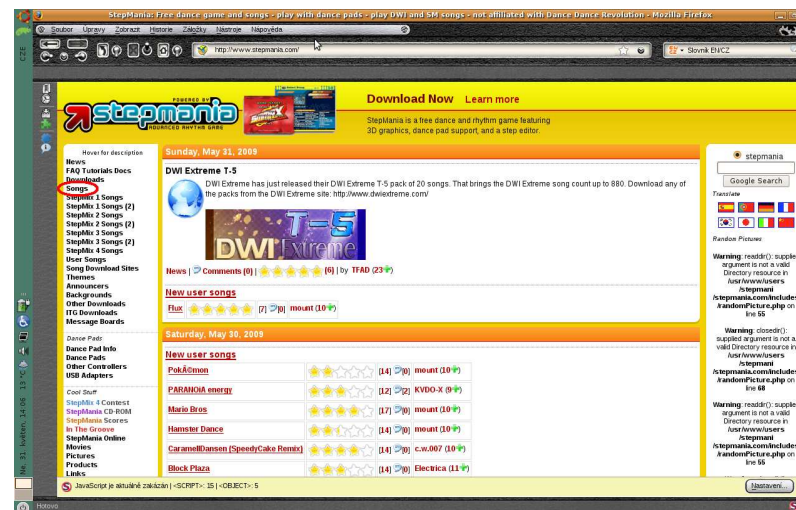 StepMania: Free dance game and songs - play with dance pads - play DWI and SM songs - not affiliated with Dance Dance Revolution - Mozilla Firefox
Soubor Upravy Zobrazit Historie Záložky Nástroje Nápověda
CZE
http://www.stepmania.com/
Slovník EN/CZ
POWERED BY
stepmania
ADVANCED RHYTHM GAME
Download Now Learn more
StepMania is a free dance and rhythm game featuring
3D graphics, dance pad support, and a step editor.
Hover for description
News
FAQ Tutorials Docs
Downloads
Songs
StepMix 1 Songs
StepMix 1 Songs (2)
StepMix 2 Songs
StepMix 2 Songs (2)
StepMix 3 Songs
StepMix 3 Songs (2)
StepMix 4 Songs
User Songs
Song Download Sites
Themes
Announcers
Backgrounds
Other Downloads
ITG Downloads
Message Boards
Dance Pads
Dance Pad Info
Dance Pads
Other Controllers
USB Adapters
Cool Stuff
StepMix 4 Contest
StepMania CD-ROM
StepMania Scores
In The Groove
StepMania Online
Movies
Pictures
Products
Links
Sunday, May 31, 2009
DWI Extreme T-5
DWI Extreme has just released their DWI Extreme T-5 pack of 20 songs. That brings the DWI Extreme song count up to 880. Download any of
the packs from the DWI Extreme site: http://www.dwiextreme.com/
T-5
DWI Extreme
News | Comments (0) | [6] | by TFAD (23)
New user songs
Flux [7] [0] mount (10)
Saturday, May 30, 2009
New user songs
PokÃ©mon [14] [0] mount (10)
PARANOiA energy [12] [2] KVDO-X (9)
Mario Bros [17] [0] mount (10)
Hamster Dance [14] [0] mount (10)
CaramellDansen [SpeedyCake Remix] [14] [0] c.w.007 (10)
Block Plaza [14] [0] Electrica (11)
stepmania
Google Search
Translate
Random Pictures
Warning: readdir(): supplie
argument is not a valid
Directory resource in
/usr/www/users
/stepmani
/stepmania.com/includes
/randomPicture.php on
line 55
Warning: closedir():
supplied argument is not a
valid Directory resource in
/usr/www/users
/stepmani
/stepmania.com/includes
/randomPicture.php on
line 68
Warning: readdir(): supplie
argument is not a valid
Directory resource in
/usr/www/users
/stepmani
/stepmania.com/includes
/randomPicture.php on
line 55
JavaScript je aktuálně zakázán | <SCRIPT>: 15 | <OBJECT>: 5
Nastavení...
Hotovo
Ne, 31. květen, 14:06
13 °C